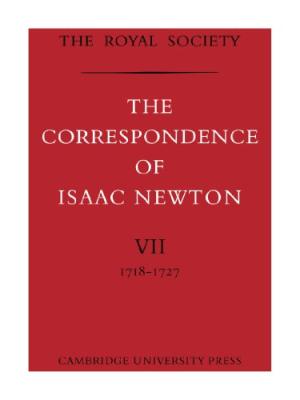 THE ROYAL SOCIETY
THE
CORRESPONDENCE
OF
ISAAC NEWTON
VII
1718–1727
CAMBRIDGE UNIVERSITY PRESS